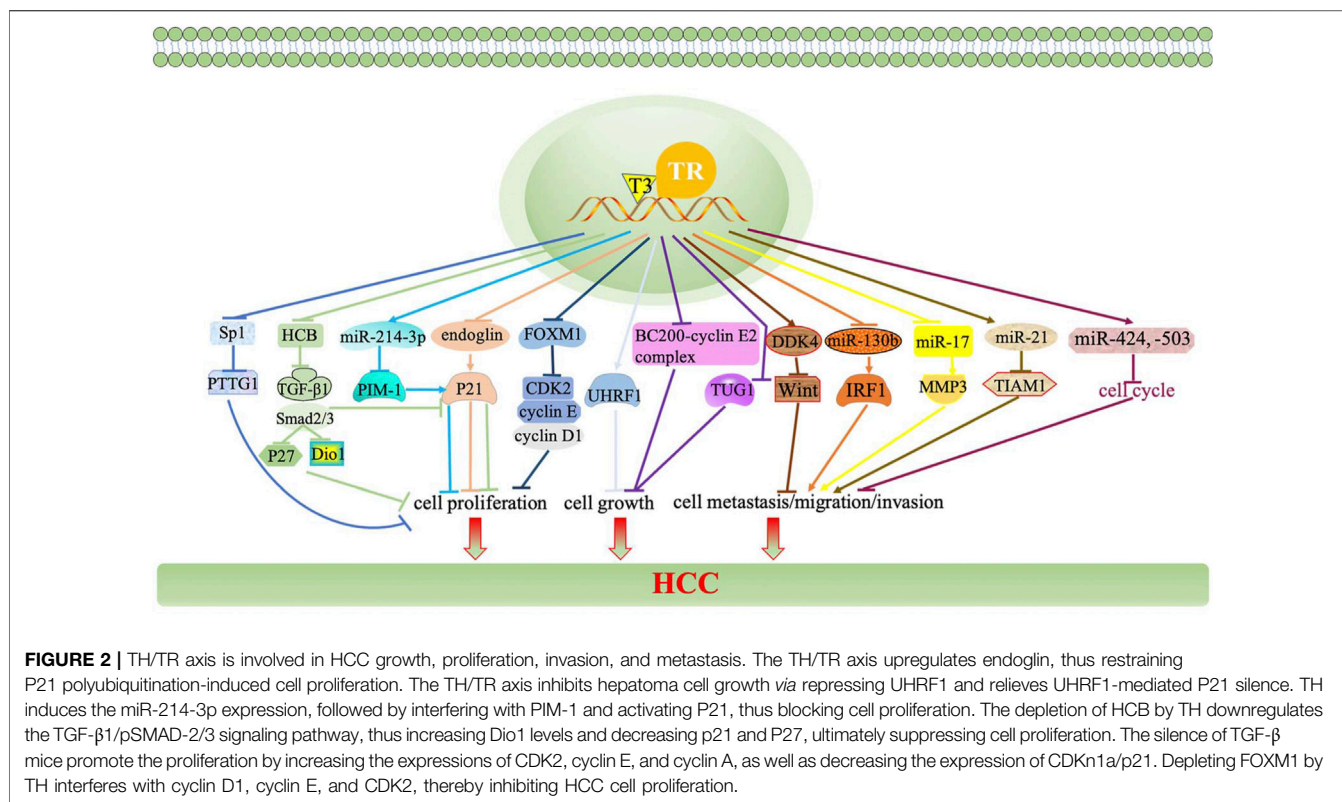 TR
T3
Sp1
HCB
miR-214-3p
endoglin
FOXM1
BC200-cyclin E2
complex
DDK4
miR-130b
miR-17
miR-21
miR-424, -503
PTTG1
TGF-β1
PIM-1
P21
CDK2
UHRF1
TUG1
Wint
IRF1
MMP3
TIAM1
cell cycle
Smad2/3
cyclin E
cyclin D1
P27
Dio1
cell proliferation
cell growth
cell metastasis/migration/invasion
HCC
FIGURE 2 | TH/TR axis is involved in HCC growth, proliferation, invasion, and metastasis. The TH/TR axis upregulates endoglin, thus restraining
P21 polyubiquitination-induced cell proliferation. The TH/TR axis inhibits hepatoma cell growth via repressing UHRF1 and relieves UHRF1-mediated P21 silence. TH
induces the miR-214-3p expression, followed by interfering with PIM-1 and activating P21, thus blocking cell proliferation. The depletion of HCB by TH downregulates
the TGF-β1/pSMAD-2/3 signaling pathway, thus increasing Dio1 levels and decreasing p21 and P27, ultimately suppressing cell proliferation. The silence of TGF-β
mice promote the proliferation by increasing the expressions of CDK2, cyclin E, and cyclin A, as well as decreasing the expression of CDKn1a/p21. Depleting FOXM1 by
TH interferes with cyclin D1, cyclin E, and CDK2, thereby inhibiting HCC cell proliferation.